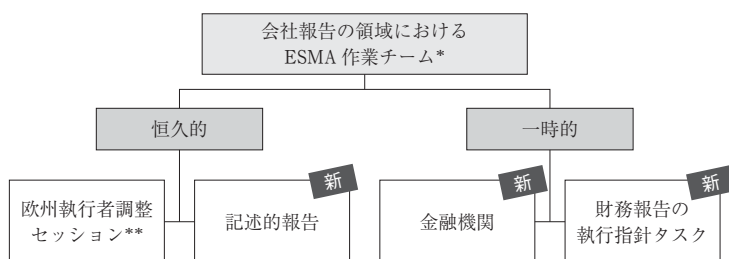 会社報告の領域における
ESMA 作業チーム*
恒久的
一時的
新
新
新
欧州執行者調整
セッション**
記述的報告
金融機関
財務報告の
執行指針タスク